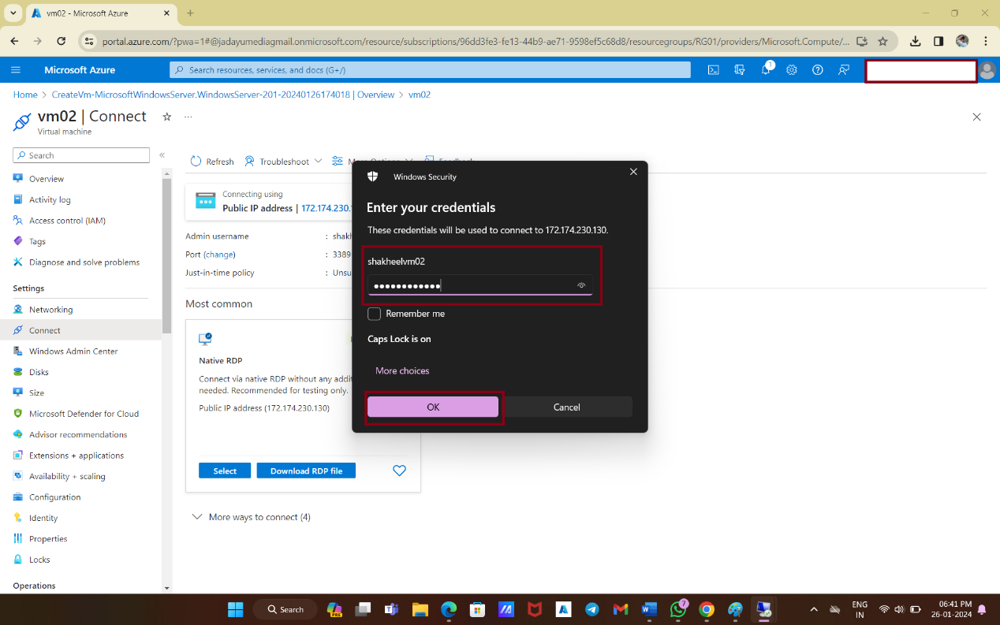 vm02 - Microsoft Azure
portal.azure.com/?pwa=1#@jadayumediagmail.onmicrosoft.com/resource/subscriptions/96dd3fe3-fe13-44b9-ae71-9598ef5c68d8/resourcegroups/RG01/providers/Microsoft.Compute/...
Microsoft Azure
Search resources, services, and docs (G+/)
1
Home > CreateVm-MicrosoftWindowsServer.WindowsServer-201-20240126174018 | Overview > vm02
vm02 | Connect
Virtual machine
Search
Overview
Activity log
Access control (IAM)
Tags
Diagnose and solve problems
Settings
Networking
Connect
Windows Admin Center
Disks
Size
Microsoft Defender for Cloud
Advisor recommendations
Extensions + applications
Availability + scaling
Configuration
Identity
Properties
Locks
Operations
Refresh
Troubleshoot
More Options
Feedback
Connecting using
Public IP address | 172.174.230.
Admin username : shakh
Port (change) : 3389
Just-in-time policy : Unsu
Most common
Native RDP
Connect via native RDP without any addi
needed. Recommended for testing only.
Public IP address (172.174.230.130)
Select
Download RDP file
More ways to connect (4)
Windows Security
Enter your credentials
These credentials will be used to connect to 172.174.230.130.
shakheelvm02
••••••••••••
Remember me
Caps Lock is on
More choices
OK
Cancel
Search
PRE
7
ENG
IN
06:41 PM
26-01-2024